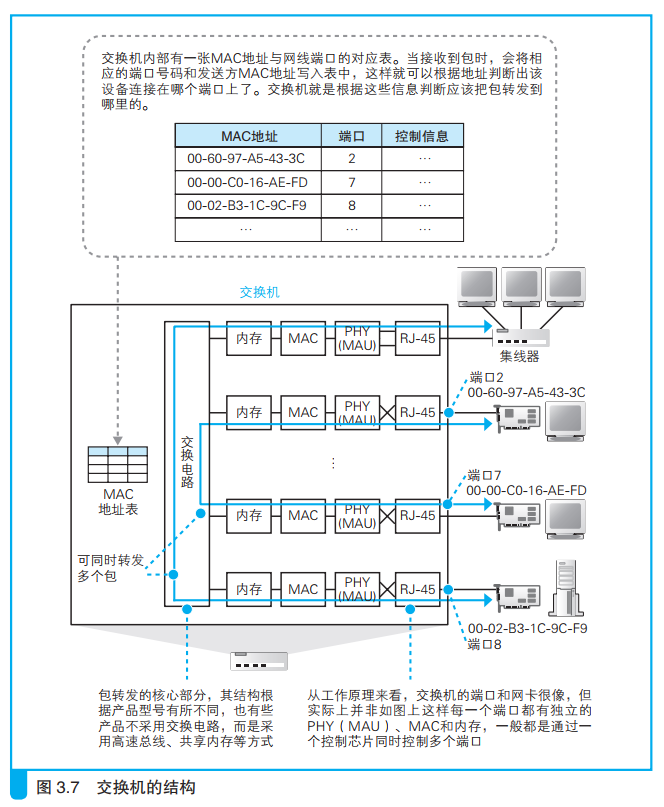 交换机内部有一张MAC地址与网线端口的对应表。当接收到包时，会将相
应的端口号码和发送方MAC地址写入表中，这样就可以根据地址判断出该
设备连接在哪个端口上了。交换机就是根据这些信息判断应该把包转发到
哪里的。
MAC地址 端口 控制信息
00-60-97-A5-43-3C 2 …
00-00-C0-16-AE-FD 7 …
00-02-B3-1C-9C-F9 8 …
… … …
交换机
内存 MAC PHY (MAU) RJ-45
集线器
端口2
00-60-97-A5-43-3C
内存 MAC PHY (MAU) RJ-45
交换电路
…
MAC
地址表
端口7
00-00-C0-16-AE-FD
内存 MAC PHY (MAU) RJ-45
可同时转发
多个包
内存 MAC PHY (MAU) RJ-45
00-02-B3-1C-9C-F9
端口8
包转发的核心部分，其结构根
据产品型号有所不同，也有些
产品不采用交换电路，而是采
用高速总线、共享内存等方式
从工作原理来看，交换机的端口和网卡很像，但
实际上并非如图上这样每一个端口都有独立的
PHY（MAU）、MAC和内存，一般都是通过一
个控制芯片同时控制多个端口
图 3.7 交换机的结构